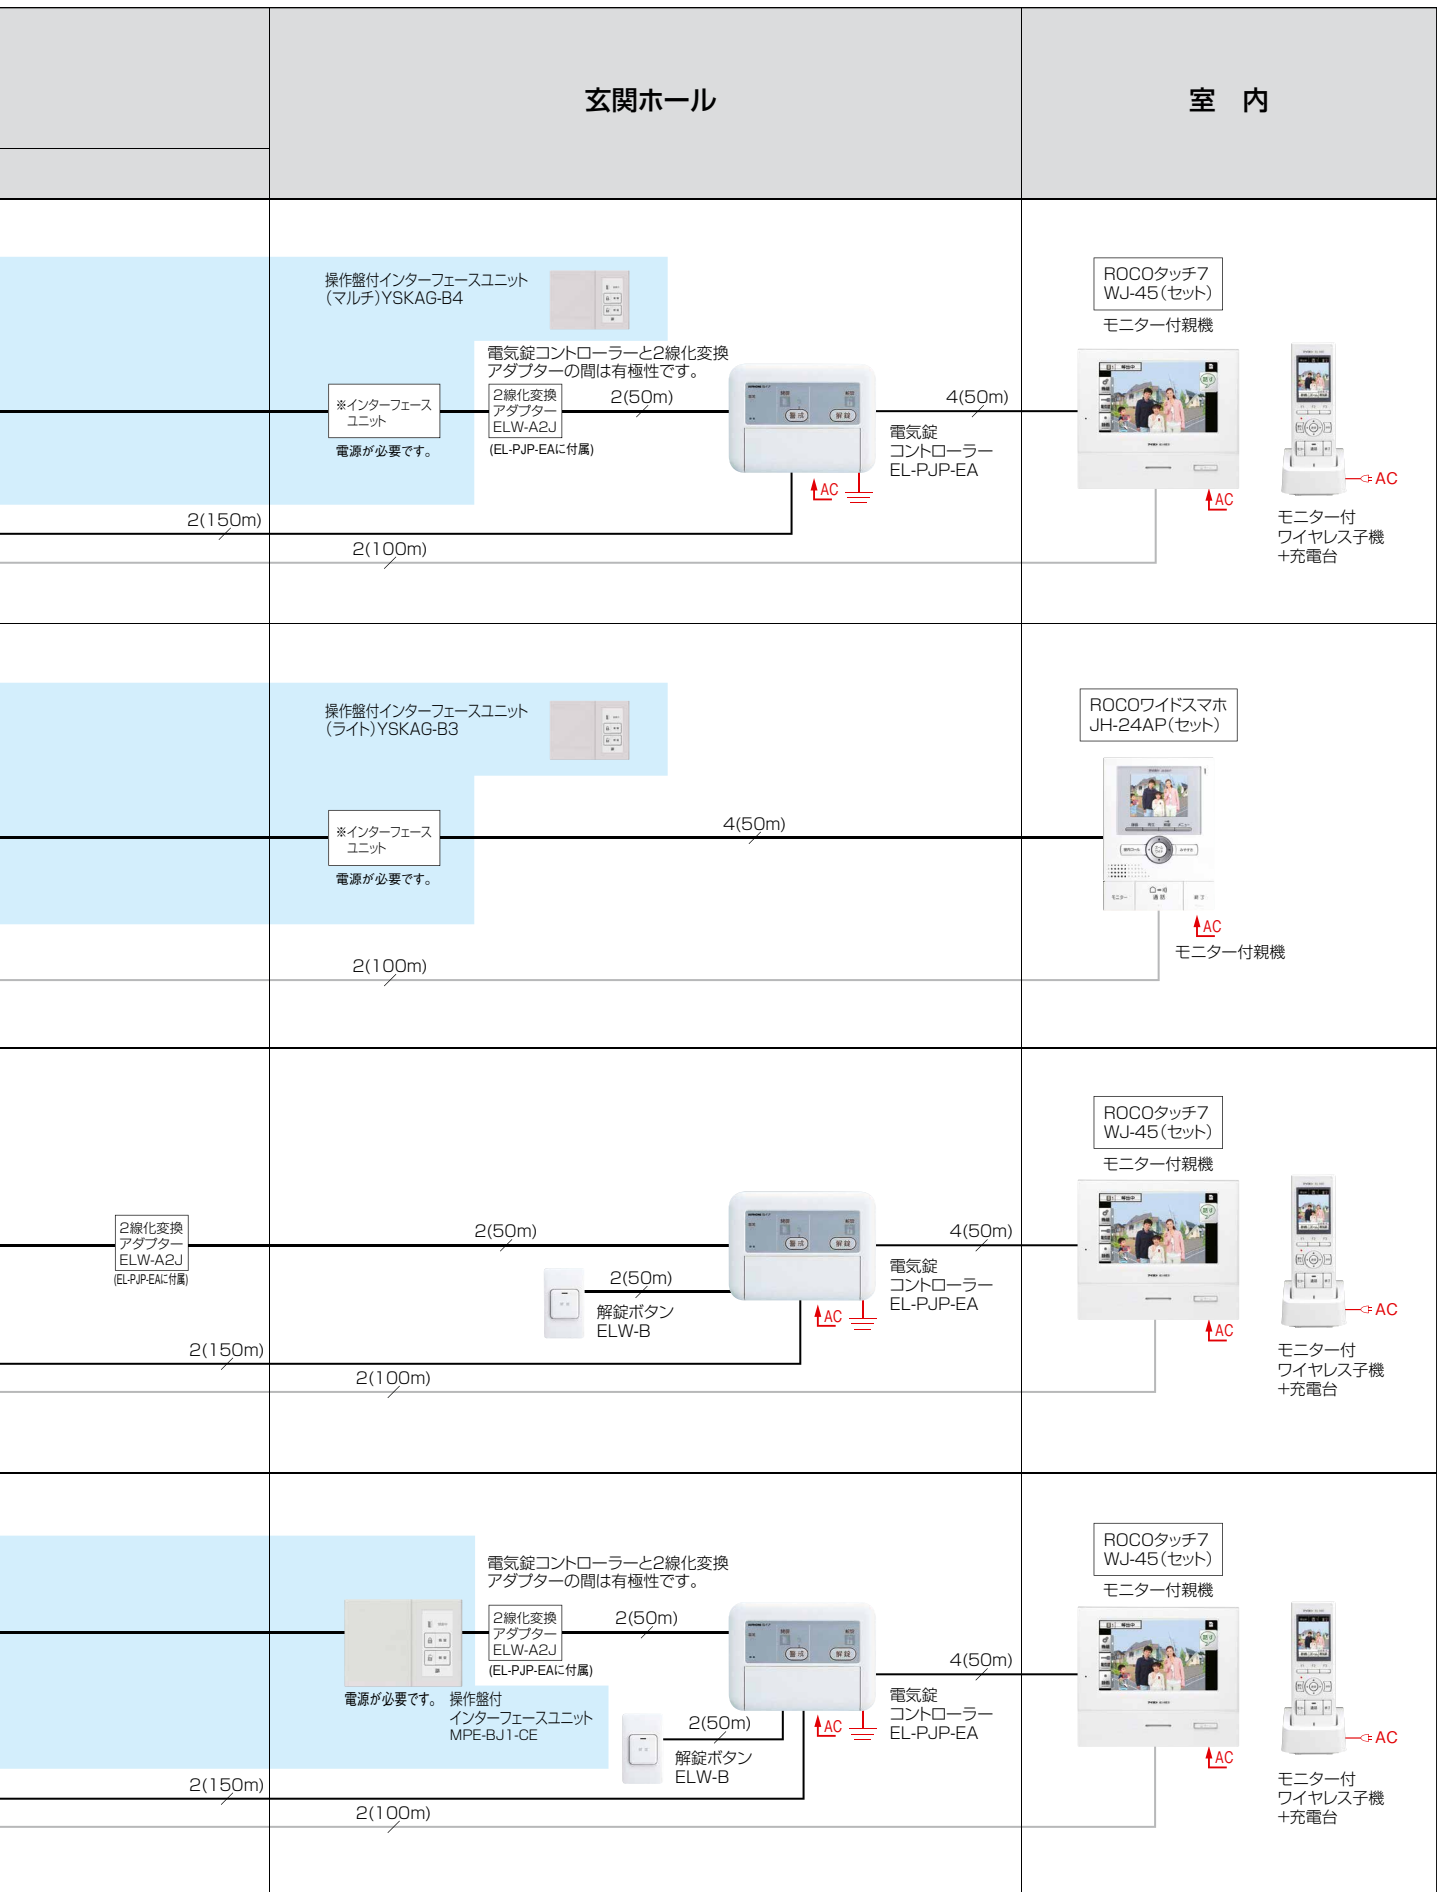 玄関ホール
室　内
操作盤付インターフェースユニット
(マルチ)YSKAG-B4
電気錠コントローラーと2線化変換
アダプターの間は有極性です。
※インターフェース
ユニット
電源が必要です。
2線化変換
アダプター
ELW-A2J
(EL-PJP-EAに付属)
2(50m)
警戒
解錠
AC
4(50m)
電気錠
コントローラー
EL-PJP-EA
2(150m)
2(100m)
ROCOタッチ7
WJ-45(セット)
モニター付親機
AC
AC
モニター付
ワイヤレス子機
+充電台
操作盤付インターフェースユニット
(ライト)YSKAG-B3
※インターフェース
ユニット
電源が必要です。
4(50m)
2(100m)
ROCOワイドスマホ
JH-24AP(セット)
モニター
通話
終了
AC
モニター付親機
2線化変換
アダプター
ELW-A2J
(EL-PJP-EAに付属)
2(50m)
2(50m)
解錠ボタン
ELW-B
警戒
解錠
AC
4(50m)
電気錠
コントローラー
EL-PJP-EA
2(150m)
2(100m)
ROCOタッチ7
WJ-45(セット)
モニター付親機
AC
AC
モニター付
ワイヤレス子機
+充電台
電気錠コントローラーと2線化変換
アダプターの間は有極性です。
2線化変換
アダプター
ELW-A2J
(EL-PJP-EAに付属)
2(50m)
電源が必要です。
操作盤付
インターフェースユニット
MPE-BJ1-CE
2(50m)
解錠ボタン
ELW-B
警戒
解錠
AC
4(50m)
電気錠
コントローラー
EL-PJP-EA
2(150m)
2(100m)
ROCOタッチ7
WJ-45(セット)
モニター付親機
AC
AC
モニター付
ワイヤレス子機
+充電台